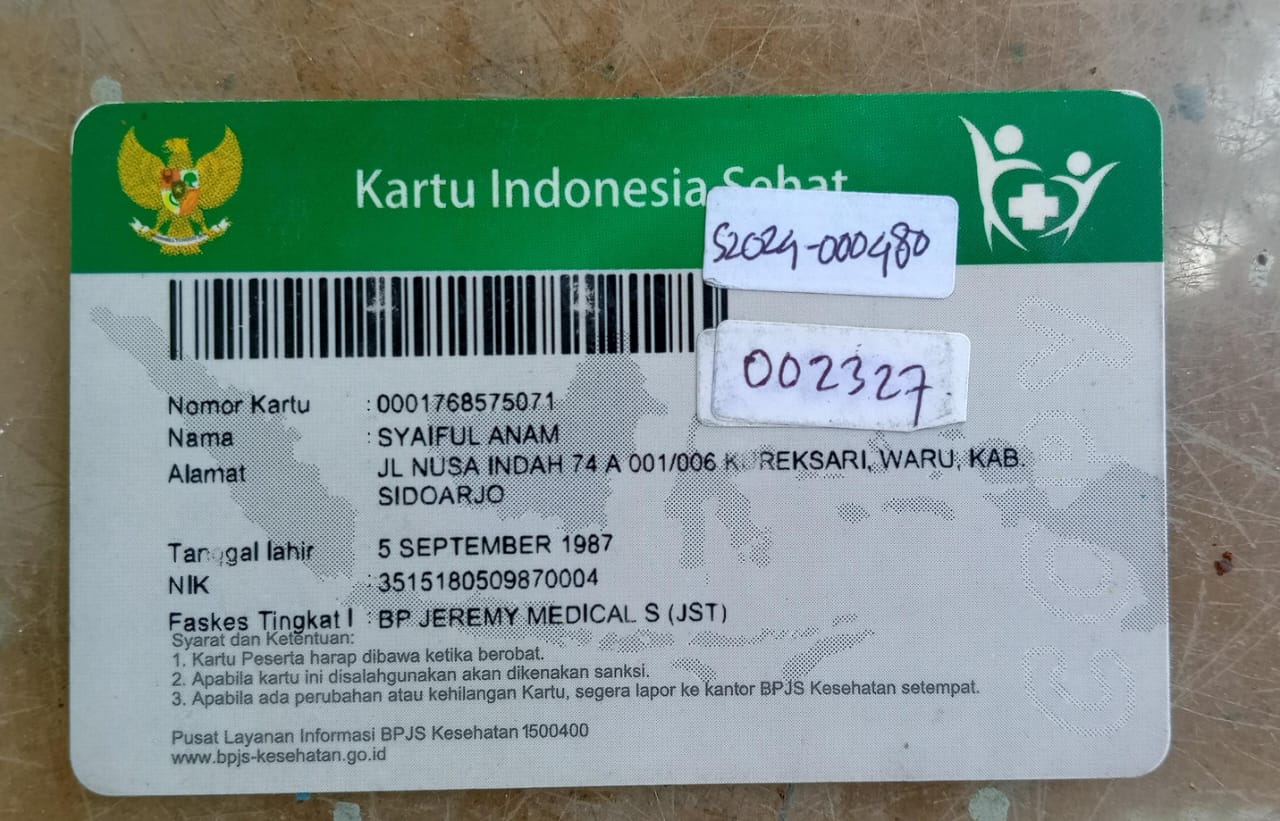 Kartu Indonesia Sehat
S2024-000480
002327
Nomor Kartu : 0001768575071
Nama : SYAIFUL ANAM
Alamat JL NUSA INDAH 74 A 001/006 KUREKSARI, WARU, KAB.
SIDOARJO
Tanggal lahir 5 SEPTEMBER 1987
NIK : 3515180509870004
Faskes Tingkat I : BP JEREMY MEDICAL S (JST)
Syarat dan Ketentuan:
1. Kartu Peserta harap dibawa ketika berobat.
2. Apabila kartu ini disalahgunakan akan dikenakan sanksi.
3. Apabila ada perubahan atau kehilangan Kartu, segera lapor ke kantor BPJS Kesehatan setempat.
Pusat Layanan Informasi BPJS Kesehatan 1500400
www.bpjs-kesehatan.go.id
COPY